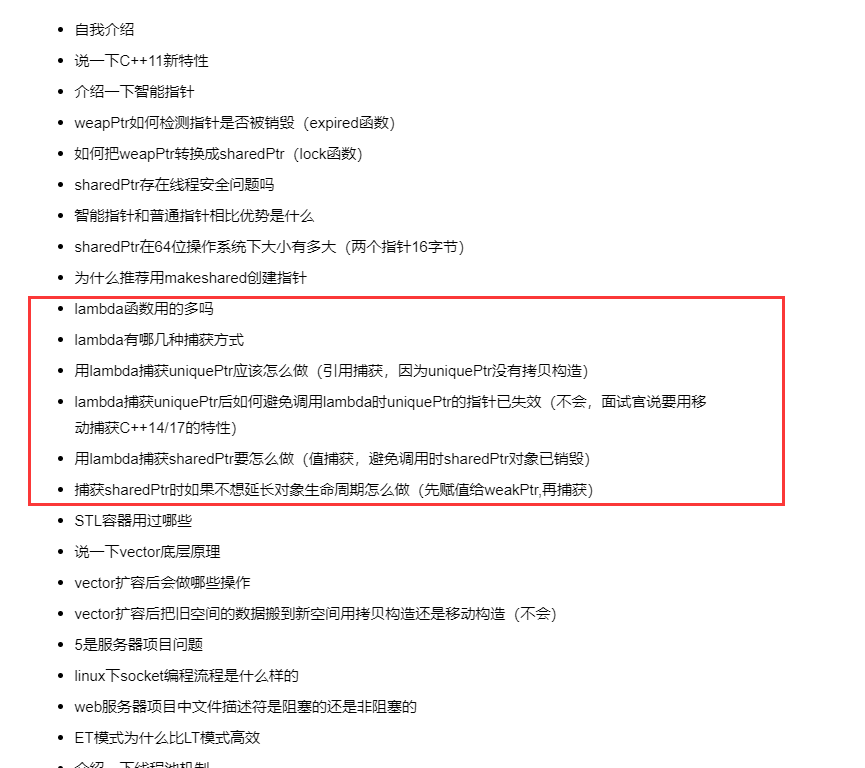 自我介绍
说一下C++11新特性
介绍一下智能指针
weapPtr如何检测指针是否被销毁（expired函数）
如何把weapPtr转换成sharedPtr（lock函数）
sharedPtr存在线程安全问题吗
智能指针和普通指针相比优势是什么
sharedPtr在64位操作系统下大小有多大（两个指针16字节）
为什么推荐用makeshared创建指针
lambda函数用的多吗
lambda有哪几种捕获方式
用lambda捕获uniquePtr应该怎么做（引用捕获，因为uniquePtr没有拷贝构造）
lambda捕获uniquePtr后如何避免调用lambda时uniquePtr的指针已失效（不会，面试官说要用移
动捕获C++14/17的特性）
用lambda捕获sharedPtr要怎么做（值捕获，避免调用时sharedPtr对象已销毁）
捕获sharedPtr时如果不想延长对象生命周期怎么做（先赋值给weakPtr,再捕获）
STL容器用过哪些
说一下vector底层原理
vector扩容后会做哪些操作
vector扩容后把旧空间的数据搬到新空间用拷贝构造还是移动构造（不会）
5是服务器项目问题
linux下socket编程流程是什么样的
web服务器项目中文件描述符是阻塞的还是非阻塞的
ET模式为什么比LT模式高效
介绍一下线程池机制